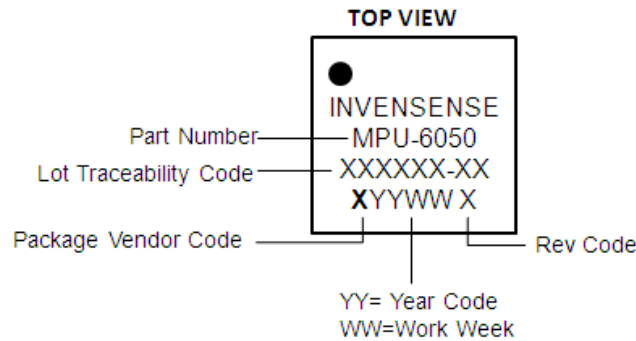 TOP VIEW
INVENSENSE
Part Number
MPU-6050
Lot Traceability Code
XXXXXX-XX
XYYWW X
Package Vendor Code
Rev Code
YY= Year Code
WW=Work Week